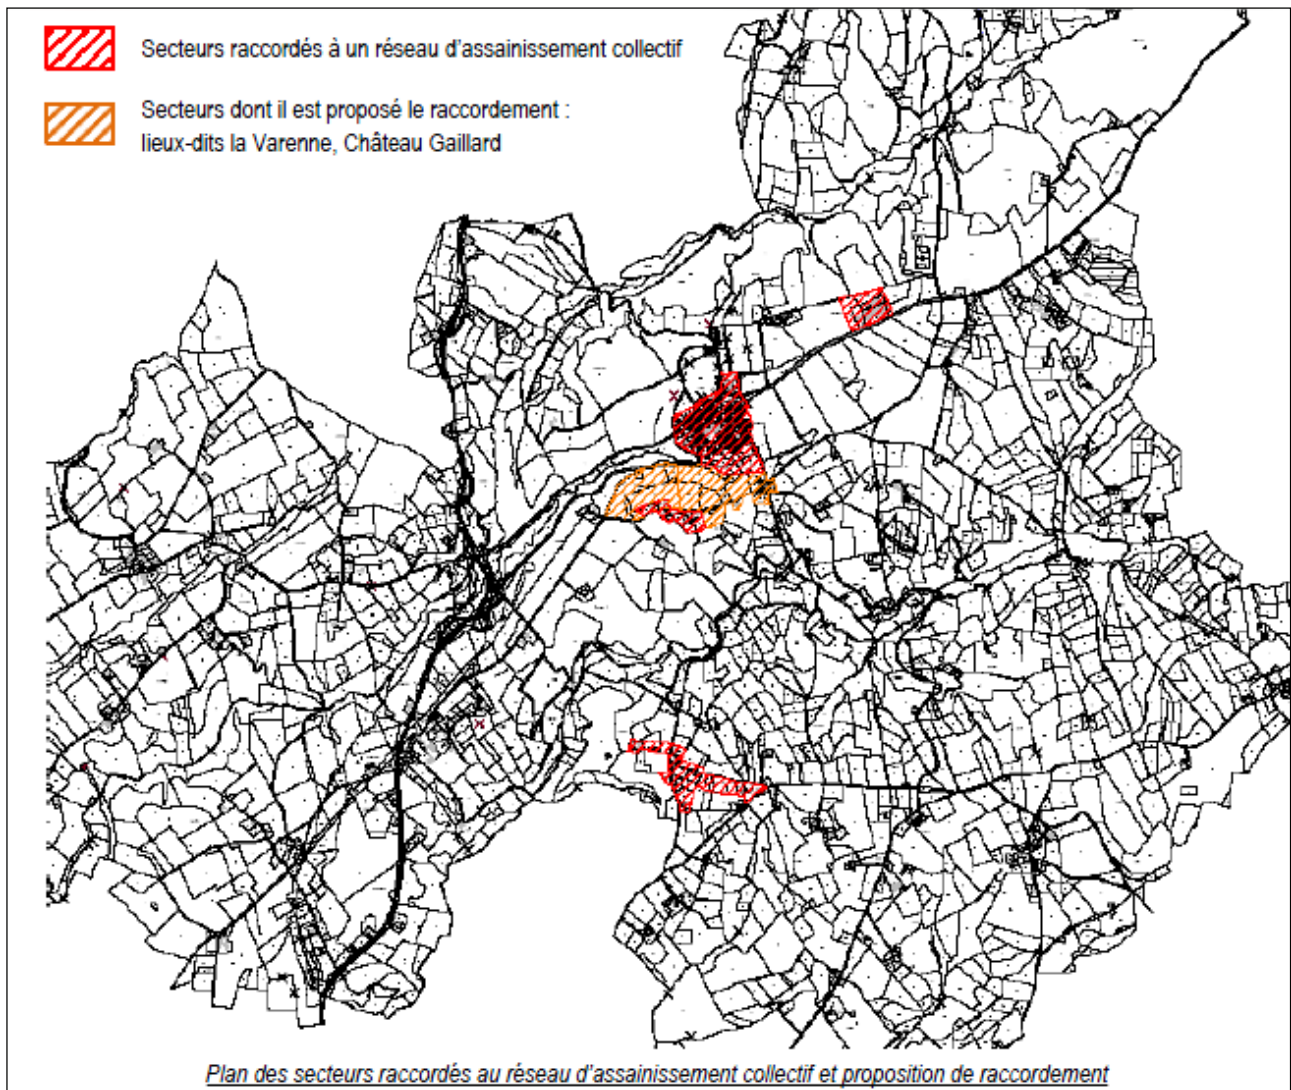 Secteurs raccordés à un réseau d'assainissement collectif
Secteurs dont il est proposé le raccordement :
lieux-dits la Varenne, Château Gaillard
Plan des secteurs raccordés au réseau d'assainissement collectif et proposition de raccordement